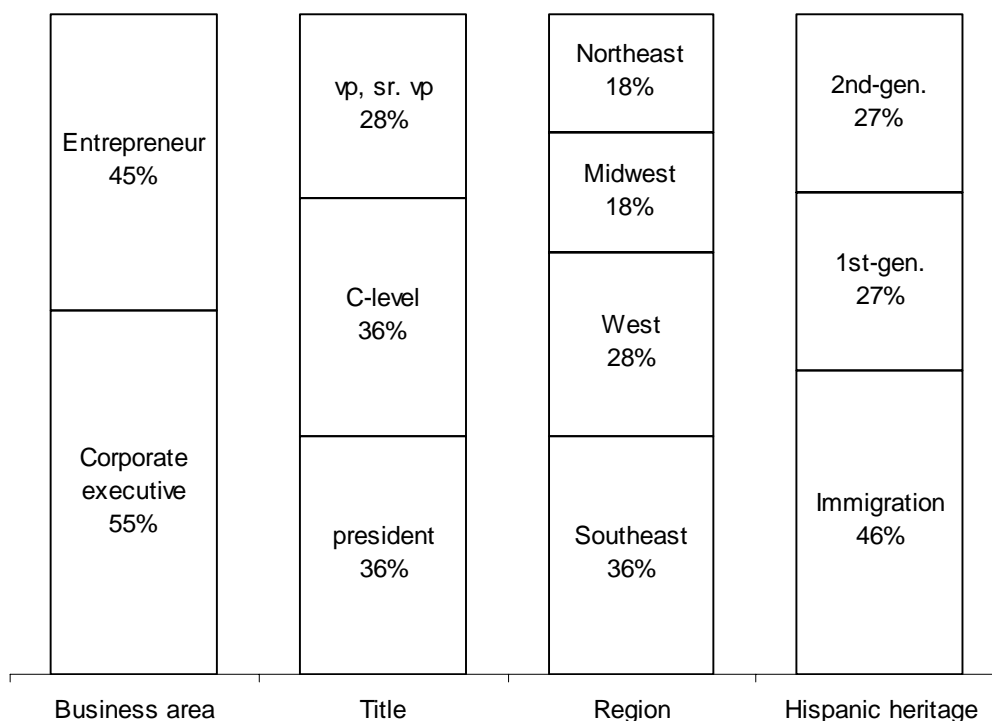 Entrepreneur
45%
Corporate
executive
55%
Business area
vp, sr. vp
28%
C-level
36%
president
36%
Title
Northeast
18%
Midwest
18%
West
28%
Southeast
36%
Region
2nd-gen.
27%
1st-gen.
27%
Immigration
46%
Hispanic heritage